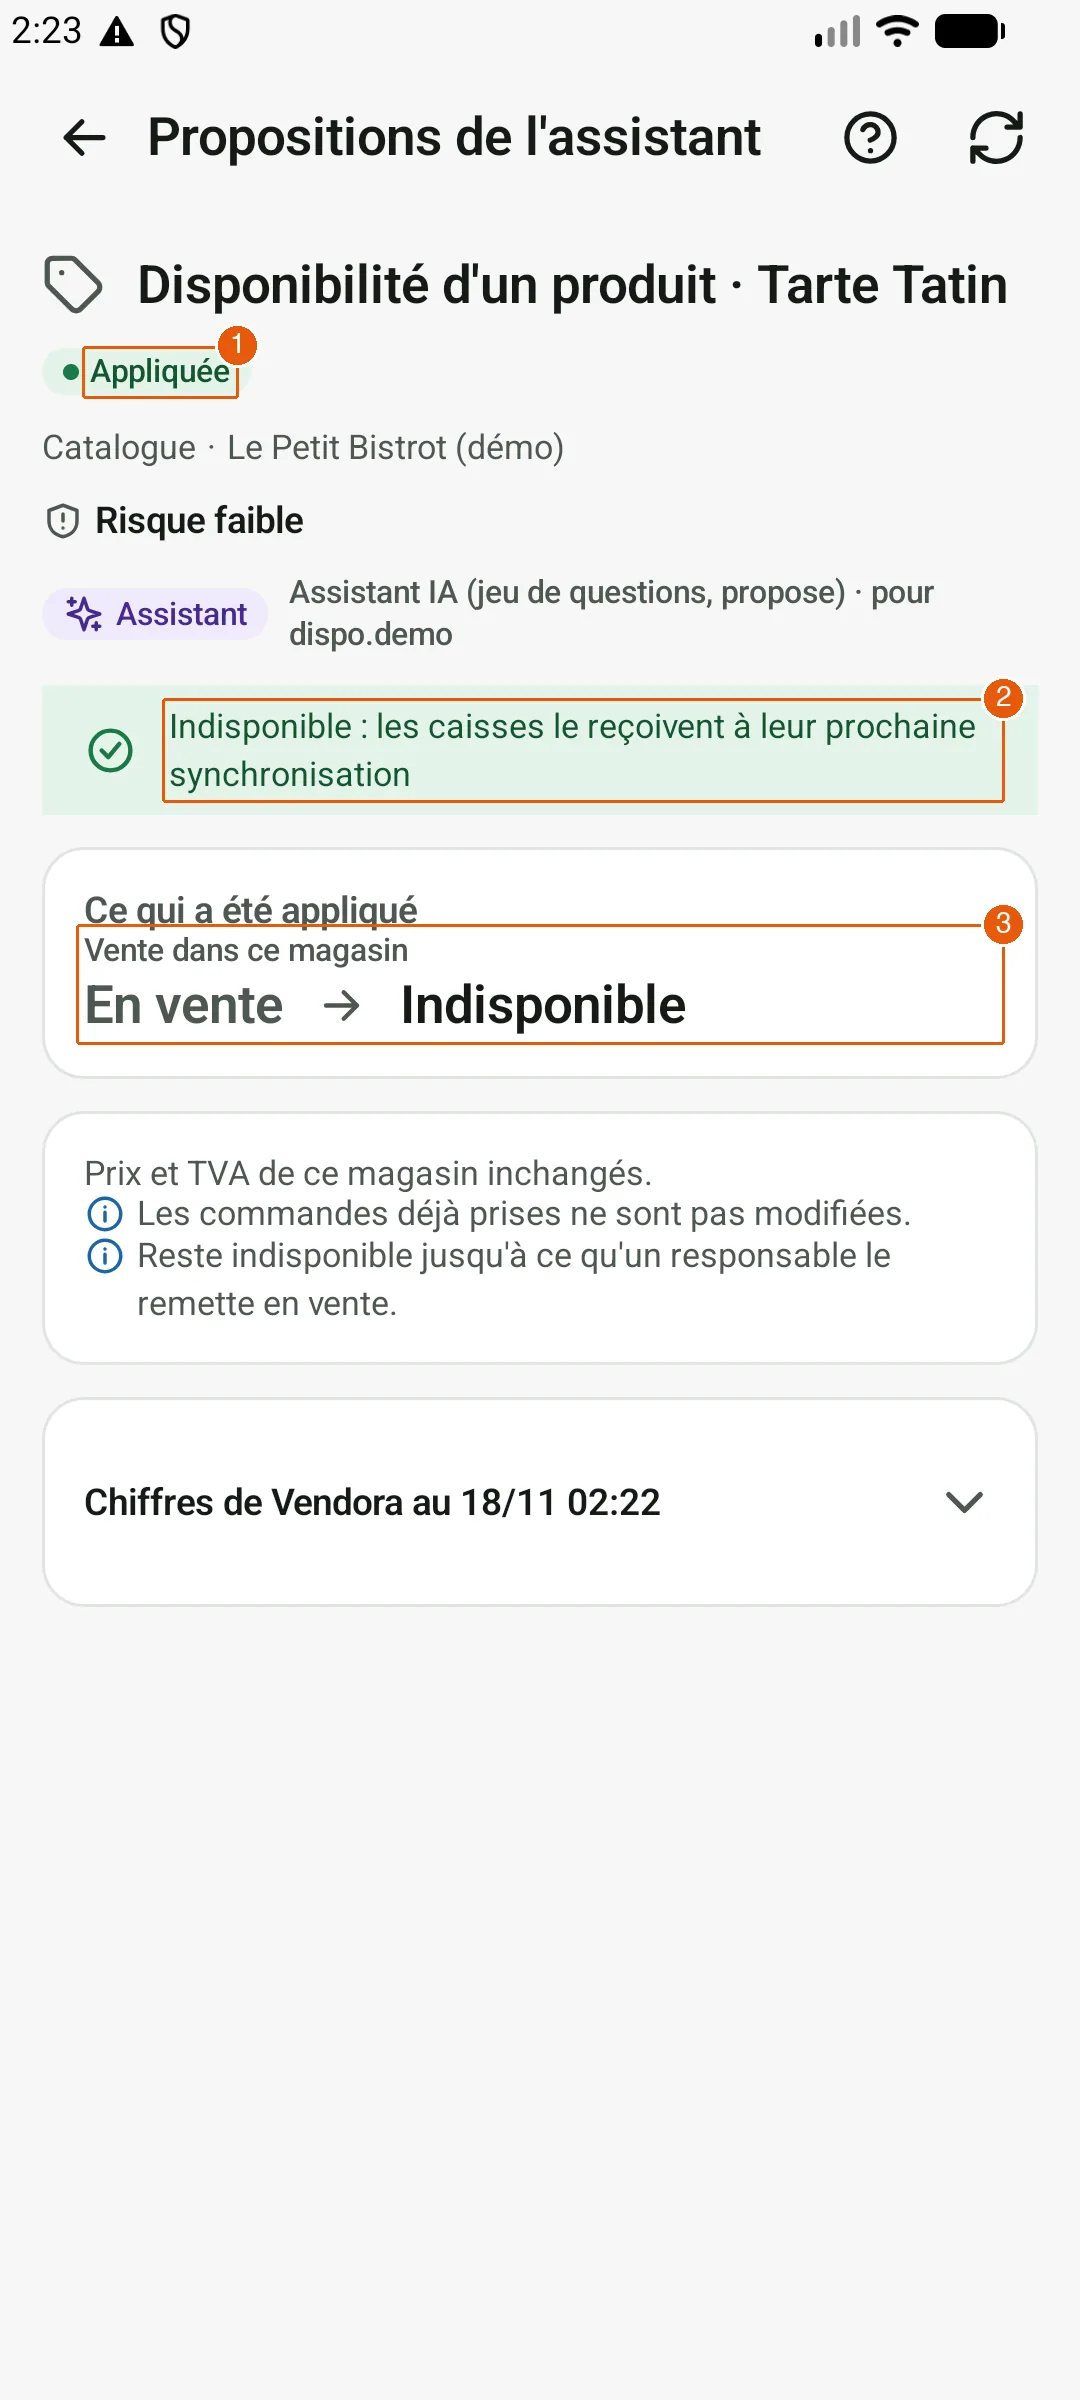 2:23
Propositions de l'assistant
Disponibilité d'un produit · Tarte Tatin
Appliquée
1
Catalogue · Le Petit Bistrot (démo)
Risque faible
Assistant
Assistant IA (jeu de questions, propose) · pour
dispo.demo
2
Indisponible : les caisses le reçoivent à leur prochaine
synchronisation
Ce qui a été appliqué
3
Vente dans ce magasin
En vente → Indisponible
Prix et TVA de ce magasin inchangés.
Les commandes déjà prises ne sont pas modifiées.
Reste indisponible jusqu'à ce qu'un responsable le
remette en vente.
Chiffres de Vendora au 18/11 02:22